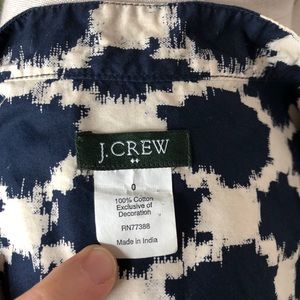 J.CREW
0
100% Cotton
Exclusive of
Decoration
RN77388
Made in India